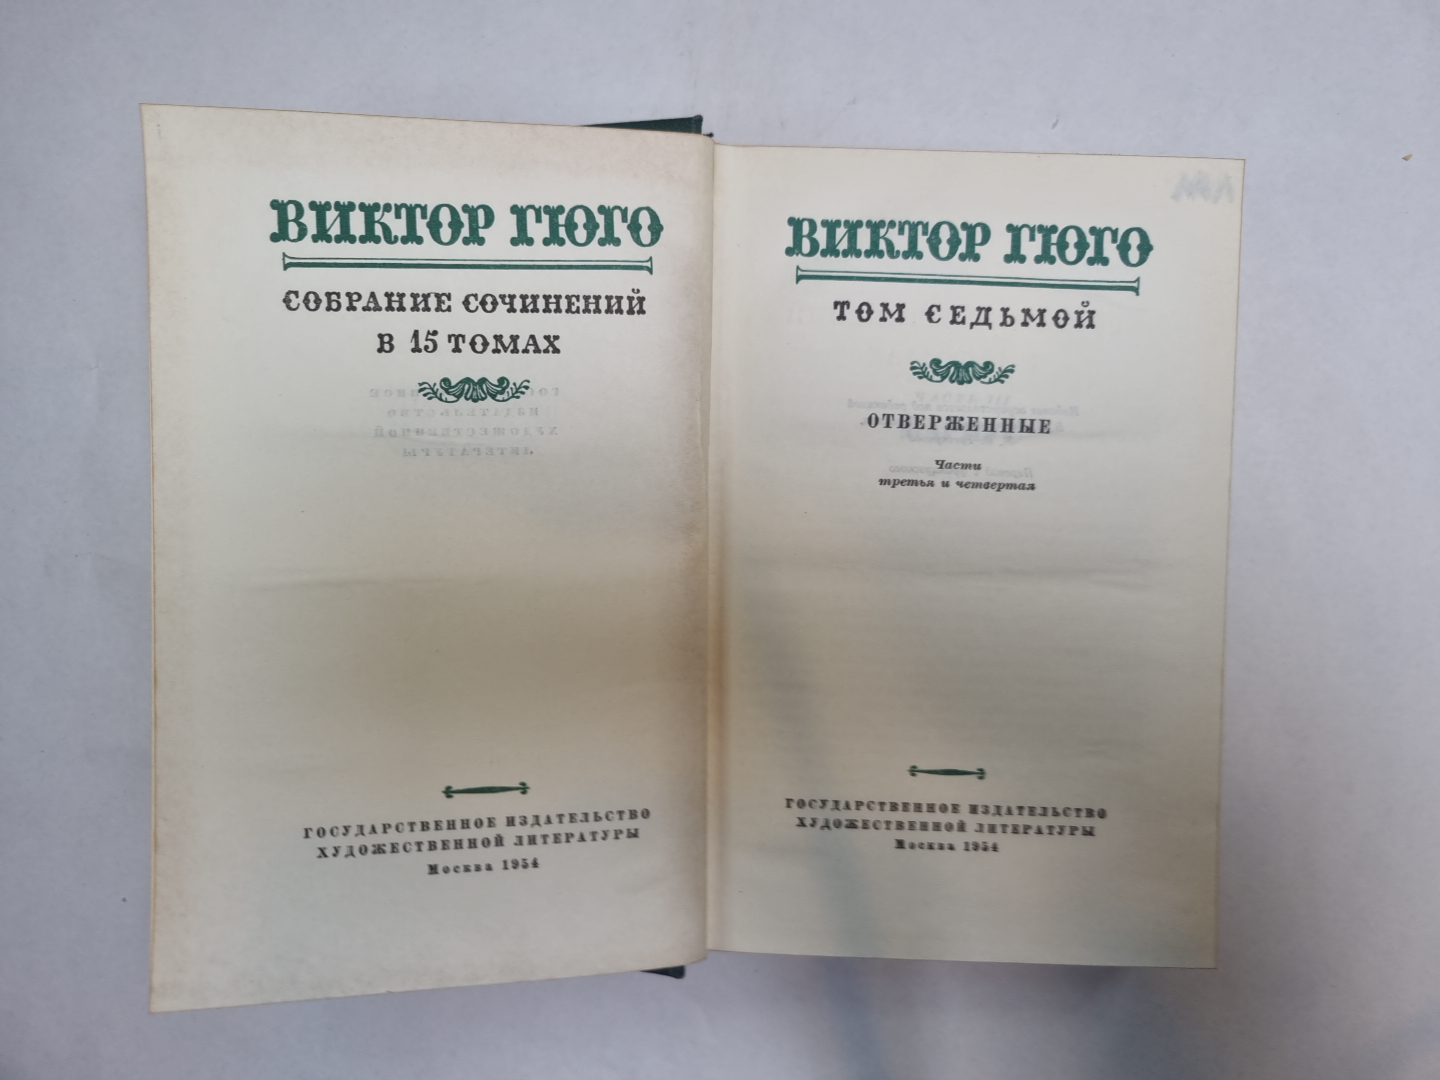 ВИКТОР ГЮГО
СОБРАНИЕ СОЧИНЕНИЙ
В 15 ТОМАХ
ГОСУДАРСТВЕННОЕ ИЗДАТЕЛЬСТВО
ХУДОЖЕСТВЕННОЙ ЛИТЕРАТУРЫ
Москва 1954
ВИКТОР ГЮГО
ТОМ СЕДЬМОЙ
ОТВЕРЖЕННЫЕ
Части
третья и четвертая
ГОСУДАРСТВЕННОЕ ИЗДАТЕЛЬСТВО
ХУДОЖЕСТВЕННОЙ ЛИТЕРАТУРЫ
Москва 1954